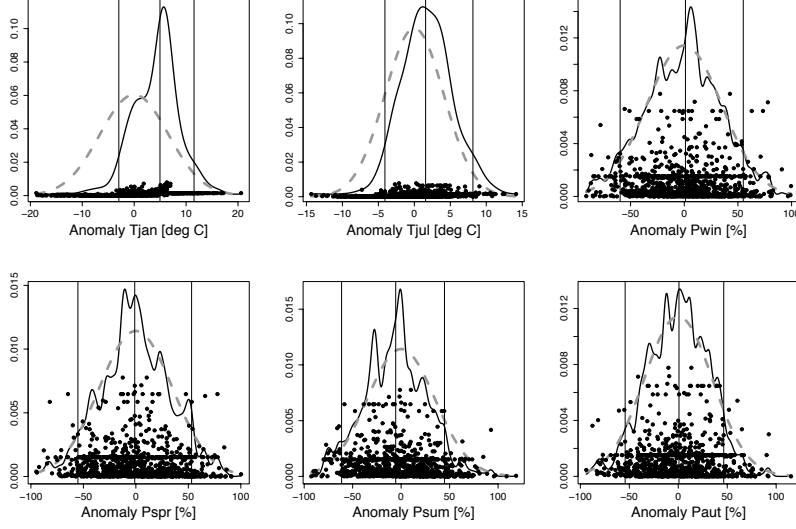 0.00 0.02 0.04 0.06 0.08 0.10
−20 −10 0 10 20
Anomaly Tjan [deg C]
0.00 0.02 0.04 0.06 0.08 0.10
−15 −10 −5 0 5 10 15
Anomaly Tjul [deg C]
0.000 0.004 0.008 0.012
−50 0 50 100
Anomaly Pwin [%]
0.000 0.005 0.010 0.015
−100 −50 0 50 100
Anomaly Pspr [%]
0.000 0.005 0.010 0.015
−100 −50 0 50 100
Anomaly Psum [%]
0.000 0.004 0.008 0.012
−100 −50 0 50 100
Anomaly Paut [%]